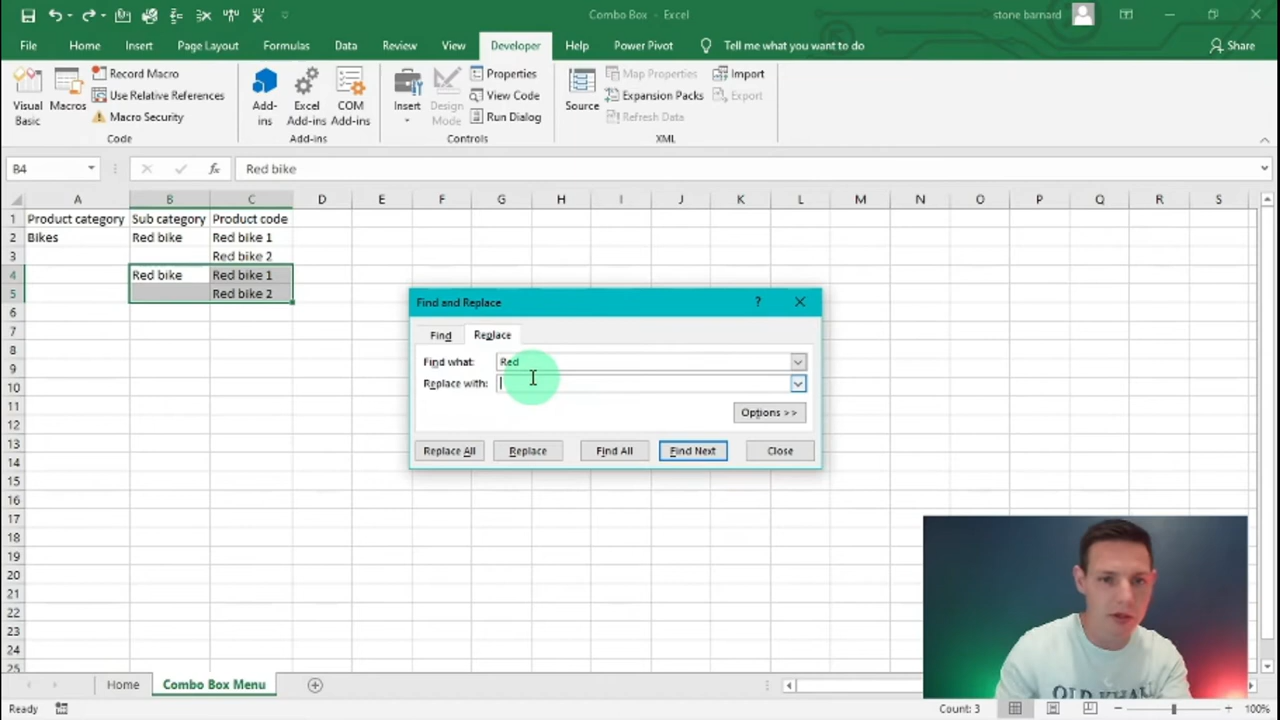 Combo Box - Excel
stone barnard
File Home Insert Page Layout Formulas Data Review View Developer Help Power Pivot Tell me what you want to do Share
Visual Basic
Macros
Record Macro
Use Relative References
Macro Security
Code
Add-ins
Excel Add-ins
COM Add-ins
Add-ins
Insert
Design Mode
Properties
View Code
Run Dialog
Controls
Source
Map Properties
Expansion Packs
Refresh Data
Import
Export
XML
B4 fx Red bike
A B C D E F G H I J K L M N O P Q R S
1 Product category Sub category Product code
2 Bikes Red bike Red bike 1
3 Red bike 2
4 Red bike Red bike 1
5 Red bike 2
6
7
8
9
10
11
12
13
14
15
16
17
18
19
20
21
22
23
24
25
Find and Replace ?
Find Replace
Find what: Red
Replace with:
Options >>
Replace All Replace Find All Find Next Close
OLD KHAKI
Home Combo Box Menu
Ready Count: 3 100%